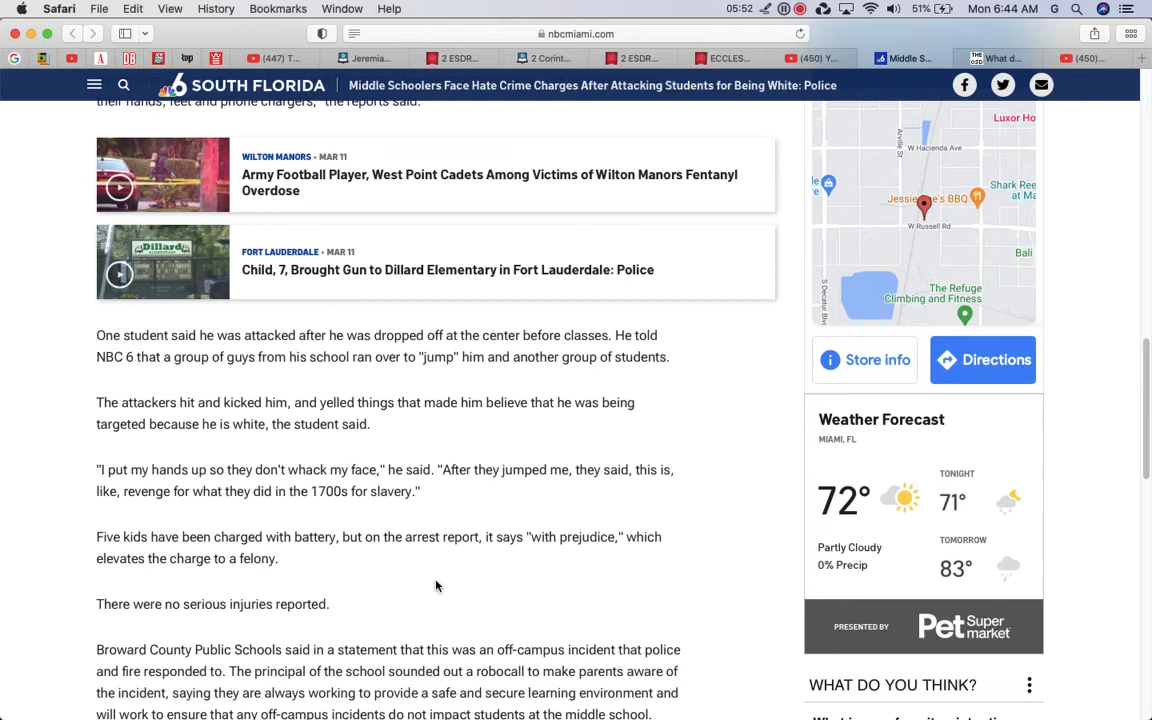 Safari File Edit View History Bookmarks Window Help 05:52 51% Mon 6:44 AM G
nbcmiami.com
(447) T... Jeremia... 2 ESDR... 2 Corint... 2 ESDR... ECCLES... (450) Y... Middle S... What d... (450)...
6 SOUTH FLORIDA Middle Schoolers Face Hate Crime Charges After Attacking Students for Being White: Police
their hands, feet and phone chargers," the reports said.
WILTON MANORS • MAR 11
Army Football Player, West Point Cadets Among Victims of Wilton Manors Fentanyl
Overdose
Dillard
FORT LAUDERDALE • MAR 11
Child, 7, Brought Gun to Dillard Elementary in Fort Lauderdale: Police
One student said he was attacked after he was dropped off at the center before classes. He told
NBC 6 that a group of guys from his school ran over to "jump" him and another group of students.
The attackers hit and kicked him, and yelled things that made him believe that he was being
targeted because he is white, the student said.
"I put my hands up so they don't whack my face," he said. "After they jumped me, they said, this is,
like, revenge for what they did in the 1700s for slavery."
Five kids have been charged with battery, but on the arrest report, it says "with prejudice," which
elevates the charge to a felony.
There were no serious injuries reported.
Broward County Public Schools said in a statement that this was an off-campus incident that police
and fire responded to. The principal of the school sounded out a robocall to make parents aware of
the incident, saying they are always working to provide a safe and secure learning environment and
will work to ensure that any off-campus incidents do not impact students at the middle school.
Luxor Ho
W Hacienda Ave
Arville St
Shark Ree
at Ma
Jessie
e's BBQ
W Russell Rd
Bali
S Decatur Blv
The Refuge
Climbing and Fitness
Store info
Directions
Weather Forecast
MIAMI, FL
72°
TONIGHT
71°
Partly Cloudy
0% Precip
TOMORROW
83°
PRESENTED BY Pet Supermarket
WHAT DO YOU THINK?